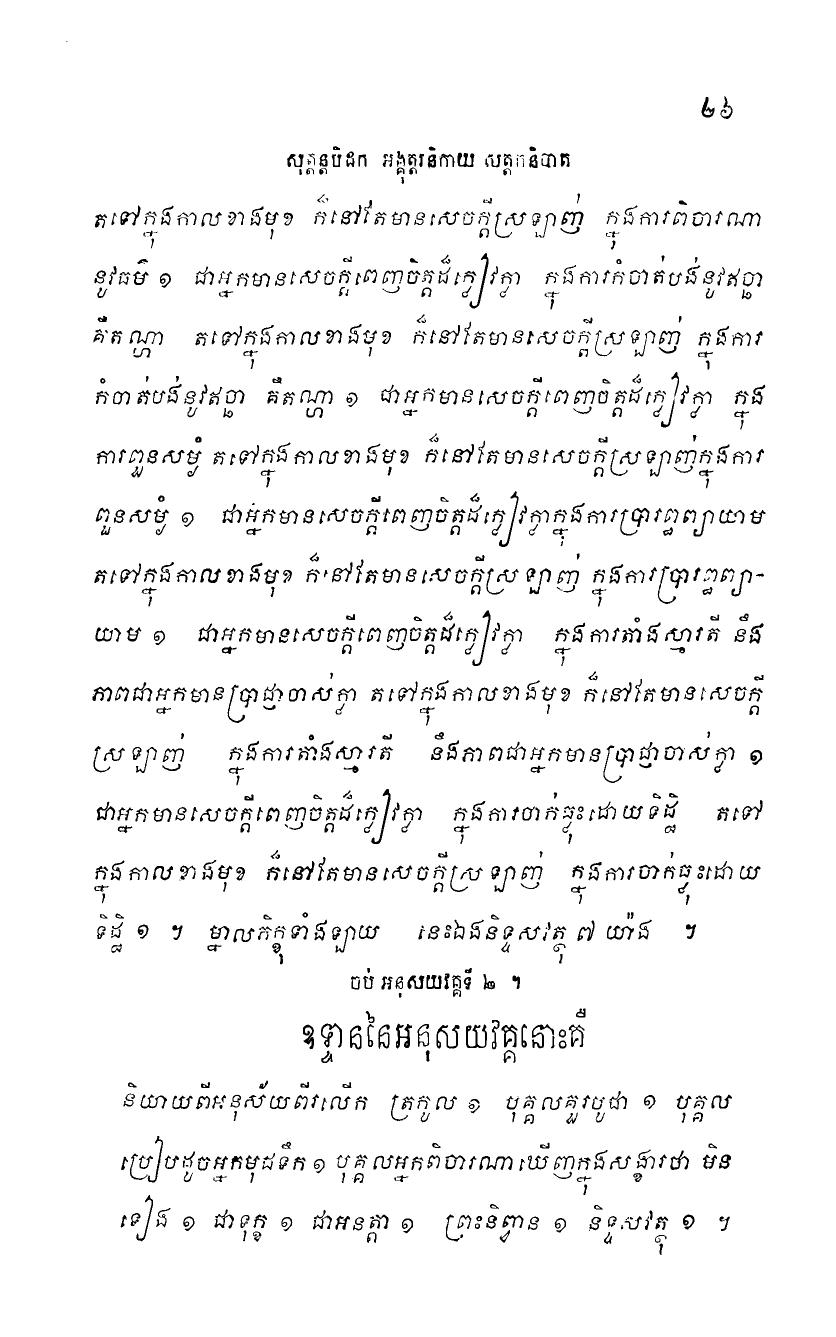 ២៦
សុត្តន្តបិដក អង្គុត្តរនិកាយ សត្តកនិបាត
តទៅក្នុងកាលខាងមុខ ក៏នៅតែមានសេចក្តីស្រឡាញ់ ក្នុងការពិចារណា
នូវធម៌ ១ ជាអ្នកមានសេចក្តីពេញចិត្តដ៏ក្លៀវក្លា ក្នុងការកំចាត់បង់នូវឥច្ឆា
គឺតណ្ហា តទៅក្នុងកាលខាងមុខ ក៏នៅតែមានសេចក្តីស្រឡាញ់ ក្នុងការ
កំចាត់បង់នូវឥច្ឆា គឺតណ្ហា ១ ជាអ្នកមានសេចក្តីពេញចិត្តដ៏ក្លៀវក្លា ក្នុង
ការពួនសម្ងំ តទៅក្នុងកាលខាងមុខ ក៏នៅតែមានសេចក្តីស្រឡាញ់ក្នុងការ
ពួនសម្ងំ ១ ជាអ្នកមានសេចក្តីពេញចិត្តដ៏ក្លៀវក្លាក្នុងការប្រារព្ធព្យាយាម
តទៅក្នុងកាលខាងមុខ ក៏នៅតែមានសេចក្តីស្រឡាញ់ ក្នុងការប្រារព្ធព្យា-
យាម ១ ជាអ្នកមានសេចក្តីពេញចិត្តដ៏ក្លៀវក្លា ក្នុងការតាំងស្មារតី នឹង
ភាពជាអ្នកមានប្រាជ្ញាចាស់ក្លា តទៅក្នុងកាលខាងមុខ ក៏នៅតែមានសេចក្តី
ស្រឡាញ់ ក្នុងការតាំងស្មារតី នឹងភាពជាអ្នកមានប្រាជ្ញាចាស់ក្លា ១
ជាអ្នកមានសេចក្តីពេញចិត្តដ៏ក្លៀវក្លា ក្នុងការចាក់ធ្លុះដោយទិដ្ឋិ តទៅ
ក្នុងកាលខាងមុខ ក៏នៅតែមានសេចក្តីស្រឡាញ់ ក្នុងការចាក់ធ្លុះដោយ
ទិដ្ឋិ ១ ។ ម្នាលភិក្ខុទាំងឡាយ នេះឯងនិទ្ទសវត្ថុ ៧ យ៉ាង ។
ចប់ អនុសយវគ្គទី ២ ។
ឧទ្ទាននៃអនុសយវគ្គនោះគឺ
និយាយពីអនុស័យពីរលើក ត្រកូល ១ បុគ្គលគួរបូជា ១ បុគ្គល
ប្រៀបដូចអ្នកមុជទឹក ១ បុគ្គលអ្នកពិចារណាឃើញក្នុងសង្ខារថា មិន
ទៀង ១ ជាទុក្ខ ១ ជាអនត្តា ១ ព្រះនិព្វាន ១ និទ្ទសវត្ថុ ១ ។